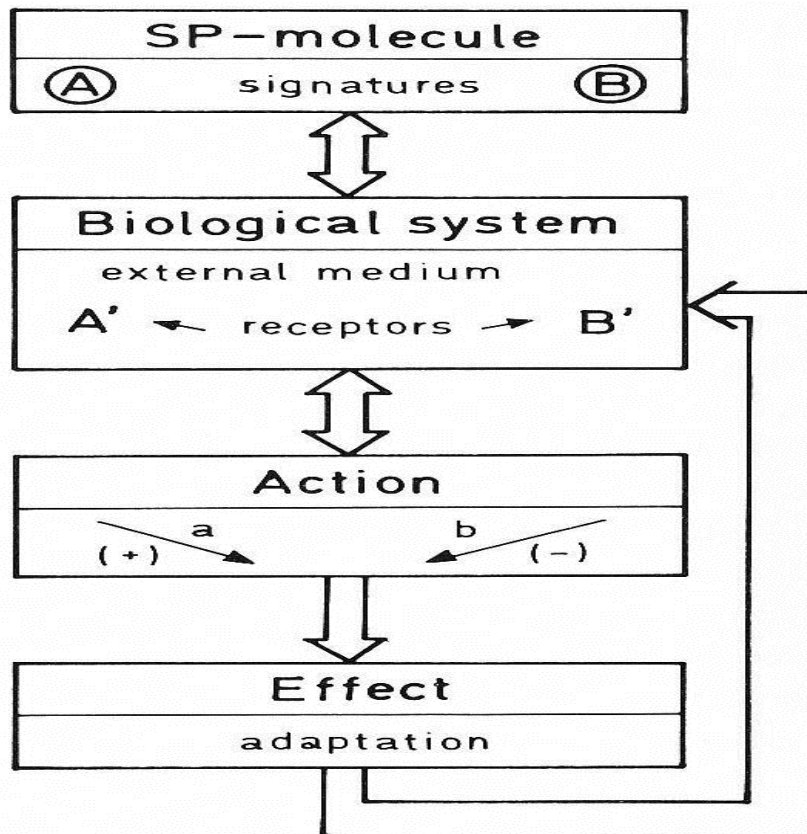 SP-molecule
A signatures B
Biological system
external medium
A' receptors B'
Action
a b
(+) (-)
Effect
adaptation